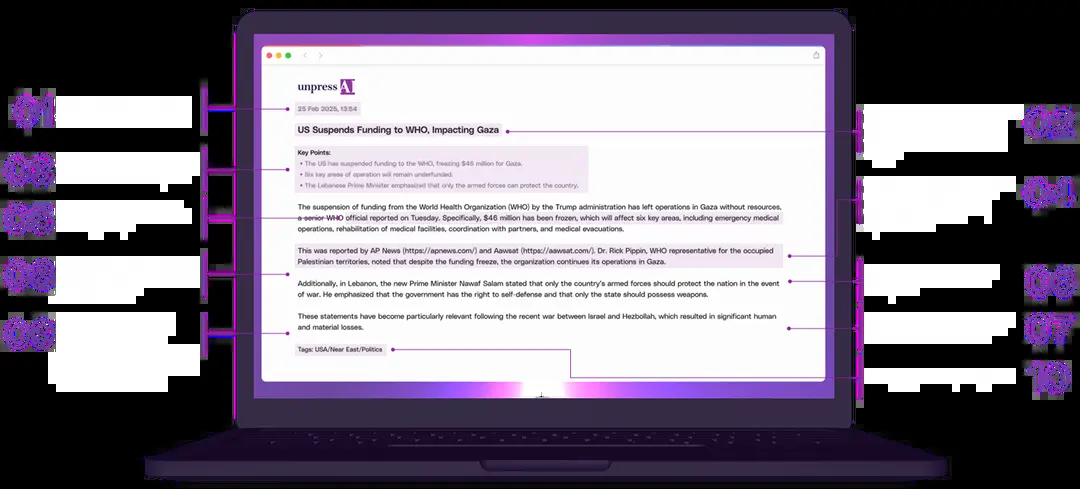 unpress AI
25 Feb 2025, 13:54
US Suspends Funding to WHO, Impacting Gaza
Key Points:
• The US has suspended funding to the WHO, freezing $46 million for Gaza.
• Six key areas of operation will remain underfunded.
• The Lebanese Prime Minister emphasized that only the armed forces can protect the country.
The suspension of funding from the World Health Organization (WHO) by the Trump administration has left operations in Gaza without resources,
a senior WHO official reported on Tuesday. Specifically, $46 million has been frozen, which will affect six key areas, including emergency medical
operations, rehabilitation of medical facilities, coordination with partners, and medical evacuations.
This was reported by AP News (https://apnews.com/) and Aawsat (https://aawsat.com/). Dr. Rick Pippin, WHO representative for the occupied
Palestinian territories, noted that despite the funding freeze, the organization continues its operations in Gaza.
Additionally, in Lebanon, the new Prime Minister Nawaf Salam stated that only the country's armed forces should protect the nation in the event
of war. He emphasized that the government has the right to self-defense and that only the state should possess weapons.
These statements have become particularly relevant following the recent war between Israel and Hezbollah, which resulted in significant human
and material losses.
Tags: USA/Near East/Politics
01
02
03
04
06
07
10